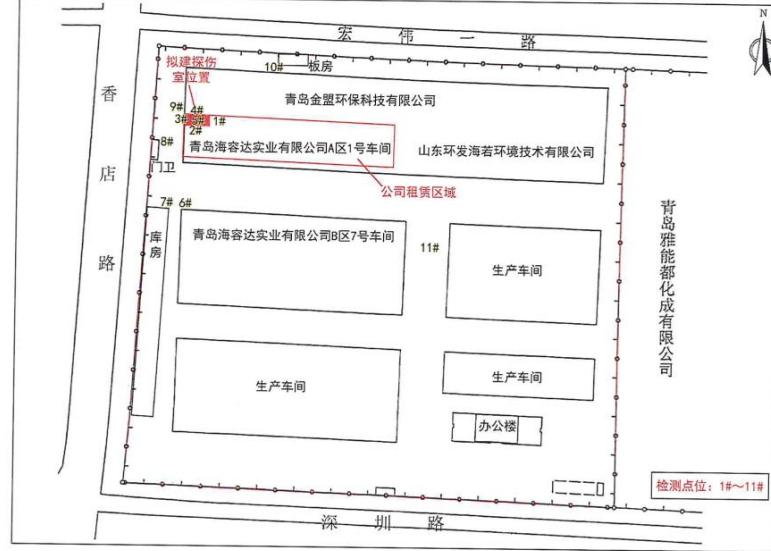 宏伟一路
N
拟建探伤
室位置
10#
板房
香店路
青岛金盟环保科技有限公司
9#
4#
3#
5#
1#
2#
8#
青岛海容达实业有限公司A区1号车间
山东环发海若环境技术有限公司
门卫
公司租赁区域
7#
6#
库房
青岛海容达实业有限公司B区7号车间
11#
生产车间
青岛雅能都化成有限公司
生产车间
生产车间
办公楼
检测点位：1#～11#
深圳路